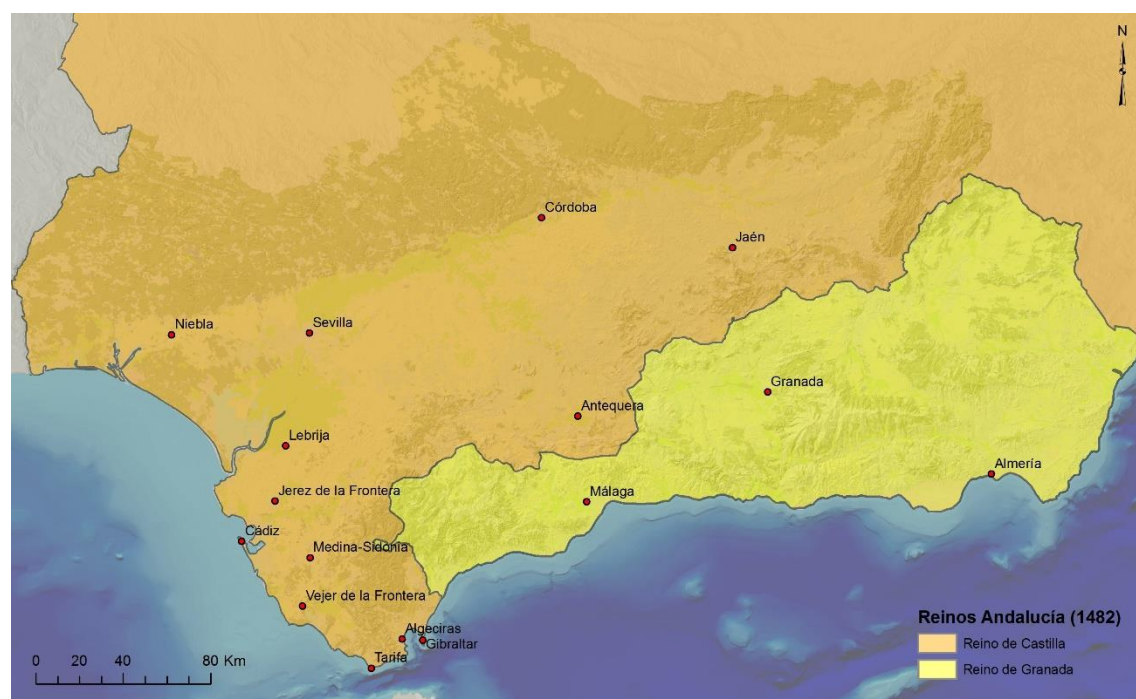 N
Córdoba
Jaén
Niebla
Sevilla
Granada
Antequera
Lebrija
Almería
Jerez de la Frontera
Málaga
Cádiz
Medina-Sidonia
Vejer de la Frontera
Algeciras
Gibraltar
Tarifa
Reinos Andalucía (1482)
Reino de Castilla
Reino de Granada
0 20 40 80 Km